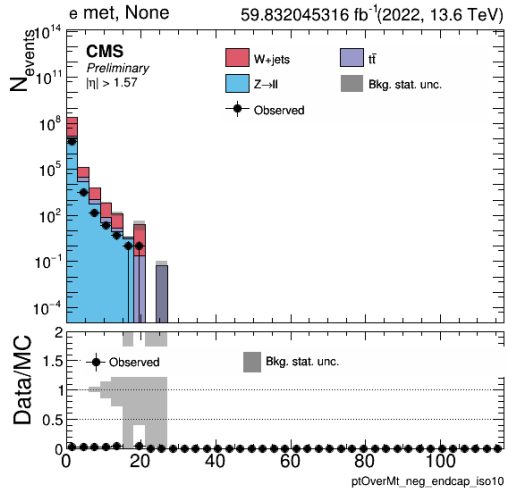 e met, None
59.832045316 fb⁻¹(2022, 13.6 TeV)
CMS
Preliminary
|η| > 1.57
W+jets
tt̄
Z→ll
Bkg. stat. unc.
Observed
N_events
10¹⁴
10¹¹
10⁸
10⁵
10²
10⁻¹
10⁻⁴
Data/MC
Observed
Bkg. stat. unc.
2
1.5
1
0.5
0
0 20 40 60 80 100
ptOverMt_neg_endcap_iso10